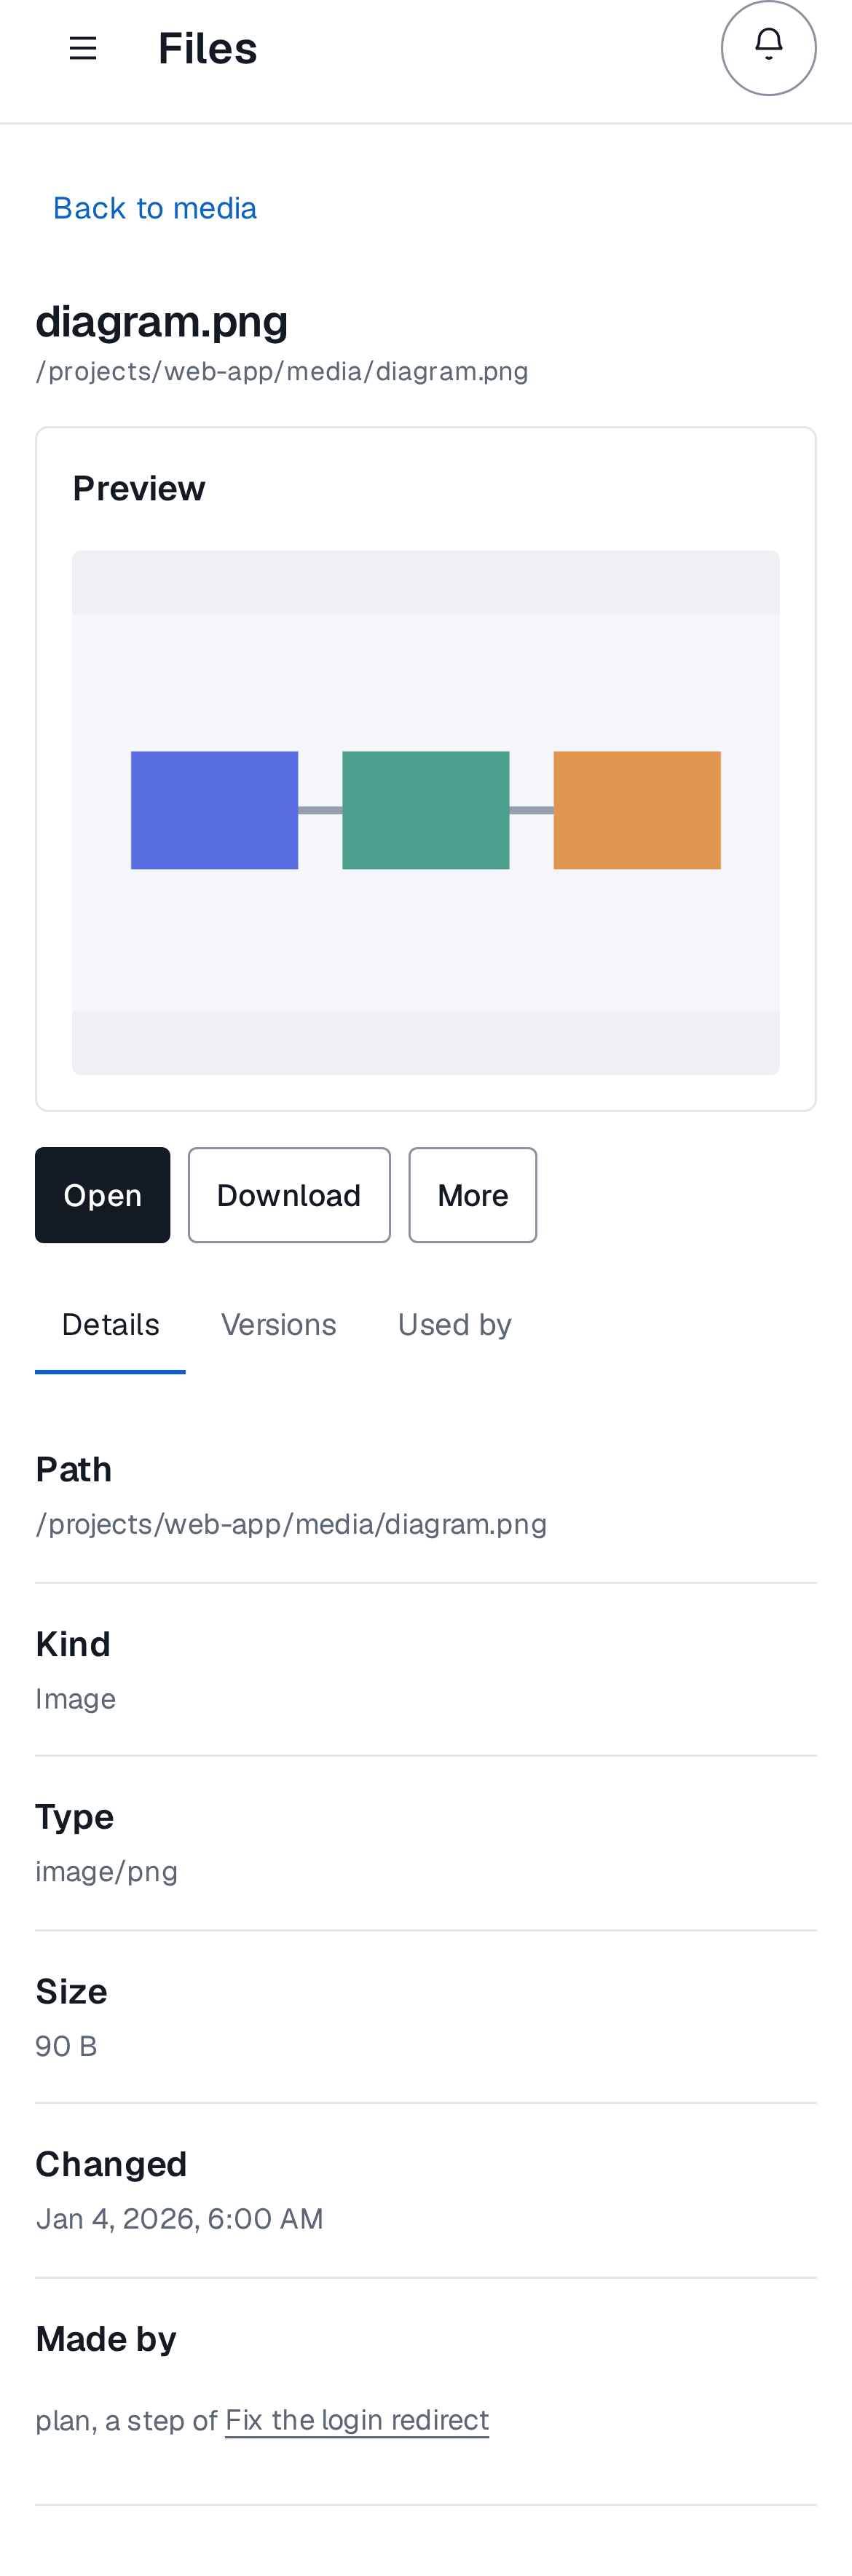 Files
Back to media
diagram.png
/projects/web-app/media/diagram.png
Preview
Open Download More
Details Versions Used by
Path
/projects/web-app/media/diagram.png
Kind
Image
Type
image/png
Size
90 B
Changed
Jan 4, 2026, 6:00 AM
Made by
plan, a step of Fix the login redirect